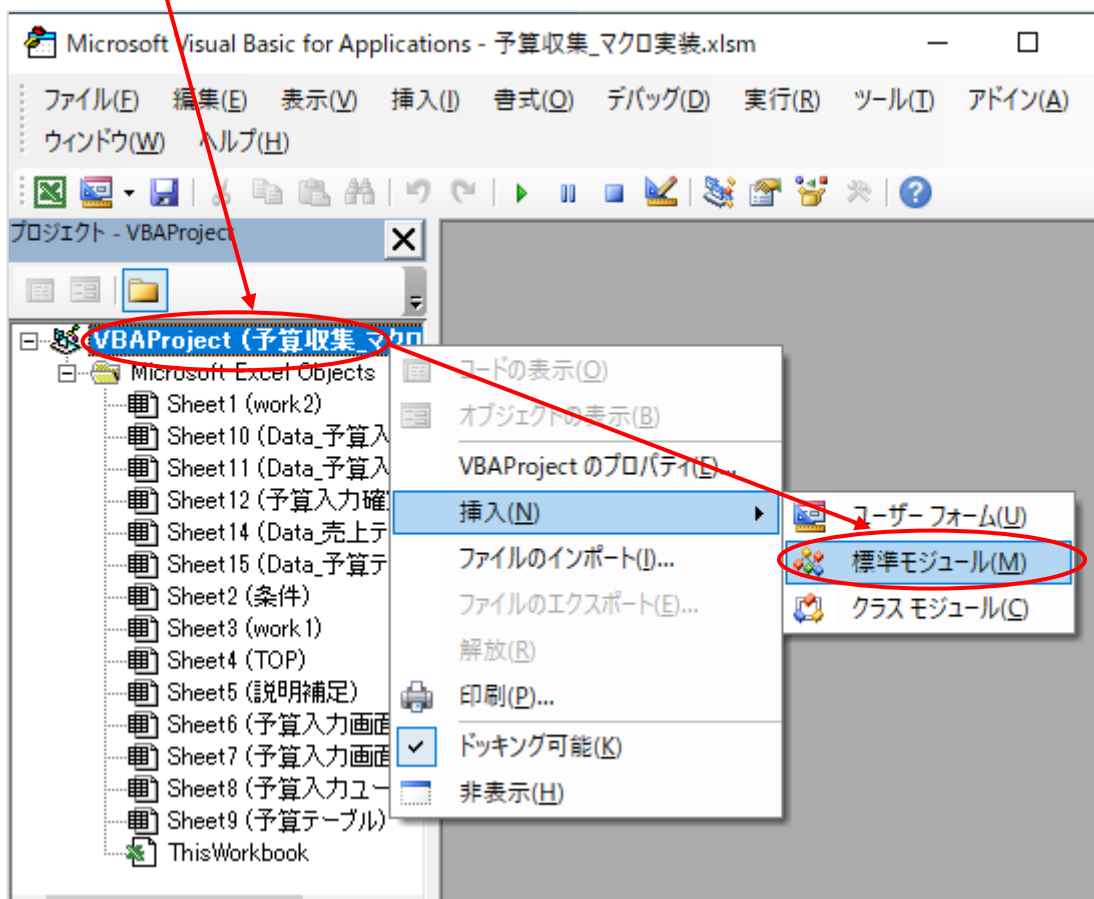 Microsoft Visual Basic for Applications - 予算収集_マクロ実装.xlsm
ファイル(F) 編集(E) 表示(V) 挿入(I) 書式(O) デバッグ(D) 実行(R) ツール(T) アドイン(A)
ウィンドウ(W) ヘルプ(H)
プロジェクト - VBAProject
VBAProject (予算収集_マクロ
Microsoft Excel Objects
Sheet1 (work2)
Sheet10 (Data_予算入
Sheet11 (Data_予算入
Sheet12 (予算入力確
Sheet14 (Data_売上テ
Sheet15 (Data_予算テ
Sheet2 (条件)
Sheet3 (work1)
Sheet4 (TOP)
Sheet5 (説明補足)
Sheet6 (予算入力画面
Sheet7 (予算入力画面
Sheet8 (予算入力ユー
Sheet9 (予算テーブル)
ThisWorkbook
コードの表示(O)
オブジェクトの表示(B)
VBAProject のプロパティ(E)...
挿入(N)
ファイルのインポート(I)...
ファイルのエクスポート(E)...
解放(R)
印刷(P)...
ドッキング可能(K)
非表示(H)
ユーザー フォーム(U)
標準モジュール(M)
クラス モジュール(C)